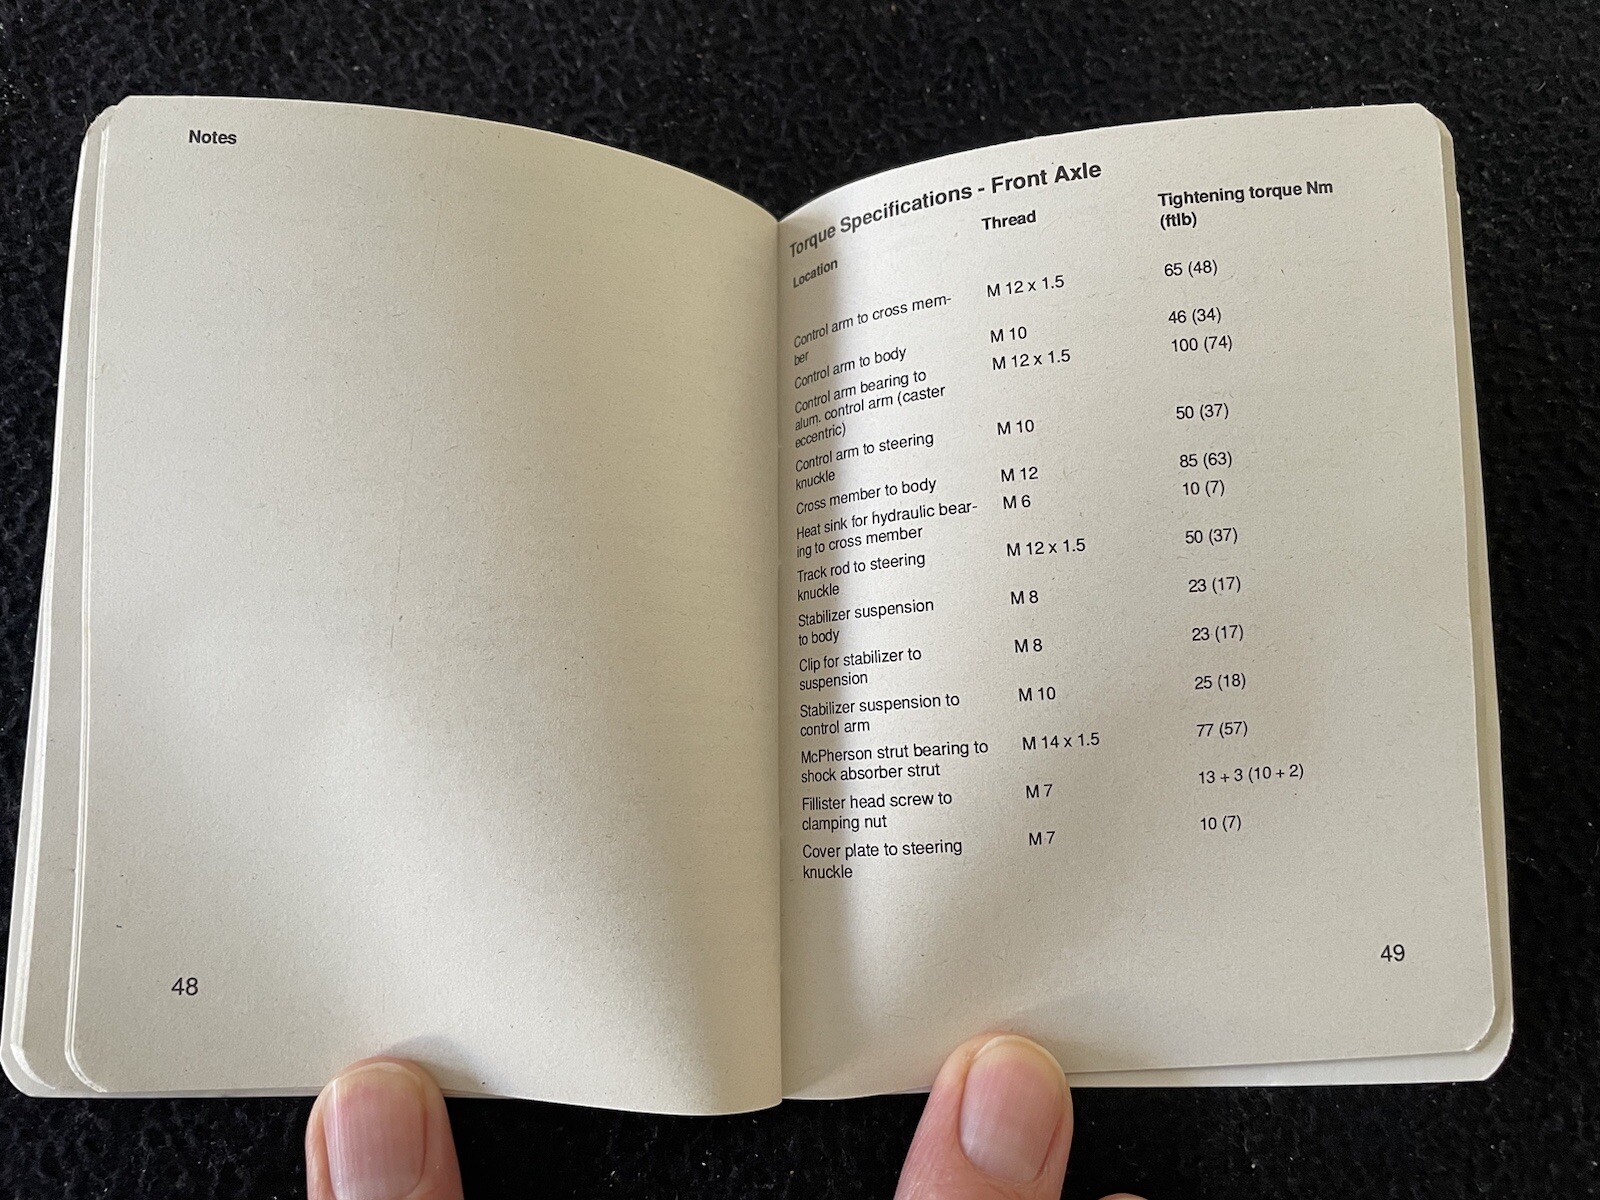 Notes
48
Torque Specifications - Front Axle
Location Thread Tightening torque Nm
(ftlb)
Control arm to cross mem- M 12 x 1.5 65 (48)
ber
Control arm to body M 10 46 (34)
Control arm bearing to M 12 x 1.5 100 (74)
alum. control arm (caster
eccentric)
Control arm to steering M 10 50 (37)
knuckle
Cross member to body M 12 85 (63)
Heat sink for hydraulic bear- M 6 10 (7)
ing to cross member
Track rod to steering M 12 x 1.5 50 (37)
knuckle
Stabilizer suspension M 8 23 (17)
to body
Clip for stabilizer to M 8 23 (17)
suspension
Stabilizer suspension to M 10 25 (18)
control arm
McPherson strut bearing to M 14 x 1.5 77 (57)
shock absorber strut
Fillister head screw to M 7 13 + 3 (10 + 2)
clamping nut
Cover plate to steering M 7 10 (7)
knuckle
49